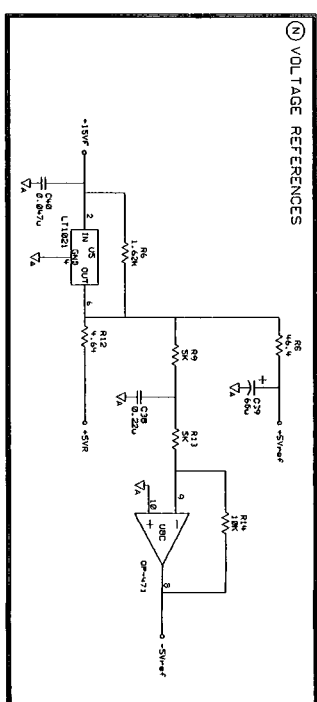 N VOLTAGE REFERENCES
R6
46.4
+5Vref
+
C39
A
R6
1.62K
R9
5K
R13
5K
R14
10K
+15VF
2
IN
U5
OUT
GND
6
4
LT1021
A
C40
0.047u
A
R12
4.64
+5VR
C38
0.22u
A
9
-
10
+
A
U8C
OP-471
8
-5Vref